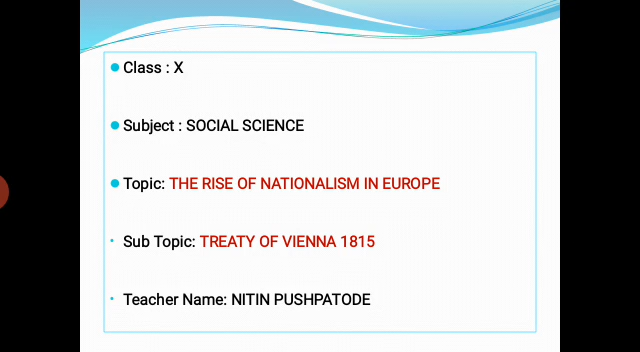 Class : X
Subject : SOCIAL SCIENCE
Topic: THE RISE OF NATIONALISM IN EUROPE
Sub Topic: TREATY OF VIENNA 1815
Teacher Name: NITIN PUSHPATODE